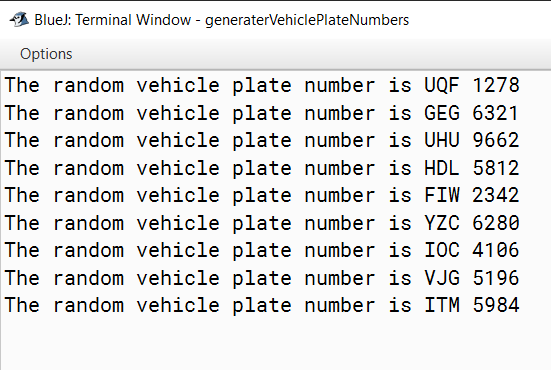 BlueJ: Terminal Window - generaterVehiclePlateNumbers
Options
The random vehicle plate number is UQF 1278
The random vehicle plate number is GEG 6321
The random vehicle plate number is UHU 9662
The random vehicle plate number is HDL 5812
The random vehicle plate number is FIW 2342
The random vehicle plate number is YZC 6280
The random vehicle plate number is IOC 4106
The random vehicle plate number is VJG 5196
The random vehicle plate number is ITM 5984